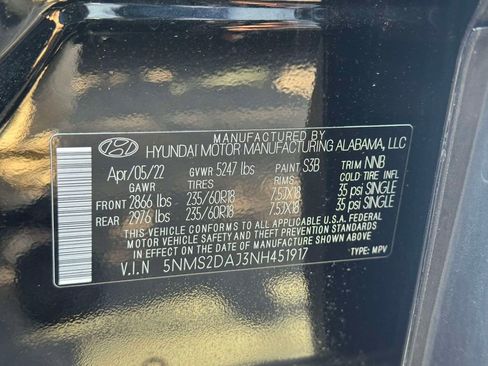 MANUFACTURED BY
HYUNDAI MOTOR MANUFACTURING ALABAMA, LLC
Apr/05/22 GVWR 5247 lbs PAINT S3B TRIM NNB
GAWR TIRES RIMS COLD TIRE INFL
FRONT 2866 lbs 235/60R18 7.5JX18 35 psi SINGLE
REAR 2976 lbs 235/60R18 7.5JX18 35 psi SINGLE
THIS VEHICLE CONFORMS TO ALL APPLICABLE U.S.A. FEDERAL
MOTOR VEHICLE SAFETY AND THEFT PREVENTION STANDARDS
IN EFFECT ON THE DATE OF MANUFACTURE SHOWN ABOVE.
V.I.N 5NMS2DAJ3NH451917 TYPE: MPV